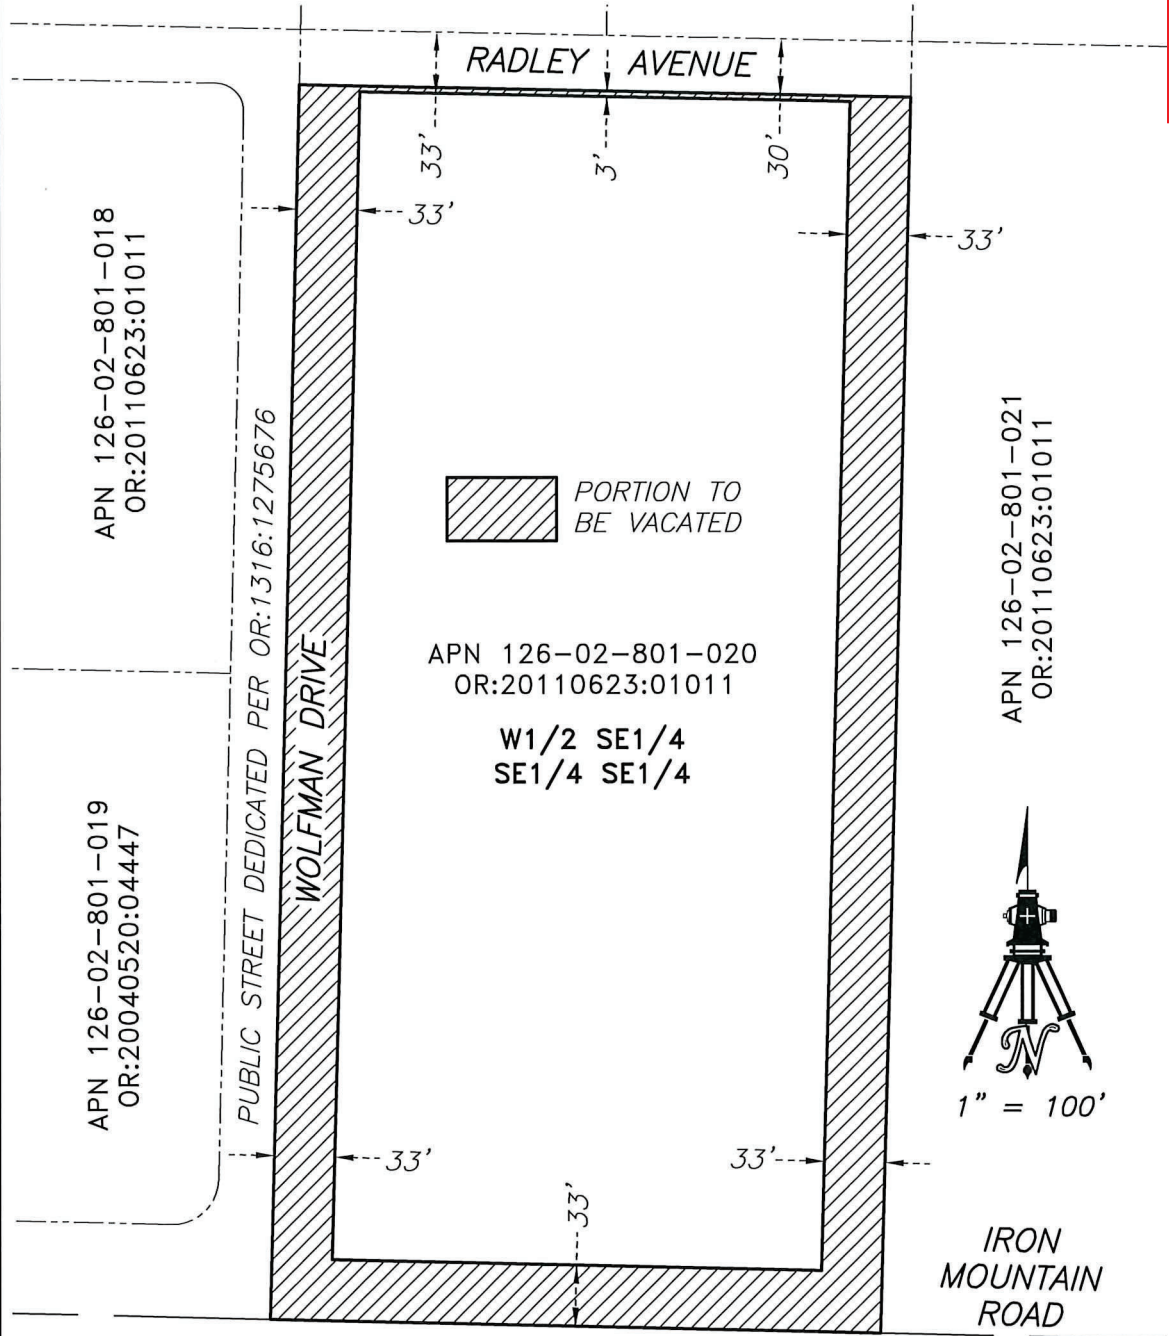 RADLEY AVENUE
33'
3'
30'
33'
33'
APN 126-02-801-018
OR:20110623:01011
PUBLIC STREET DEDICATED PER OR:1316:1275676
WOLFMAN DRIVE
PORTION TO
BE VACATED
APN 126-02-801-021
OR:20110623:01011
APN 126-02-801-020
OR:20110623:01011
W1/2 SE1/4
SE1/4 SE1/4
APN 126-02-801-019
OR:20040520:04447
N
1" = 100'
33'
33'
33'
IRON
MOUNTAIN
ROAD